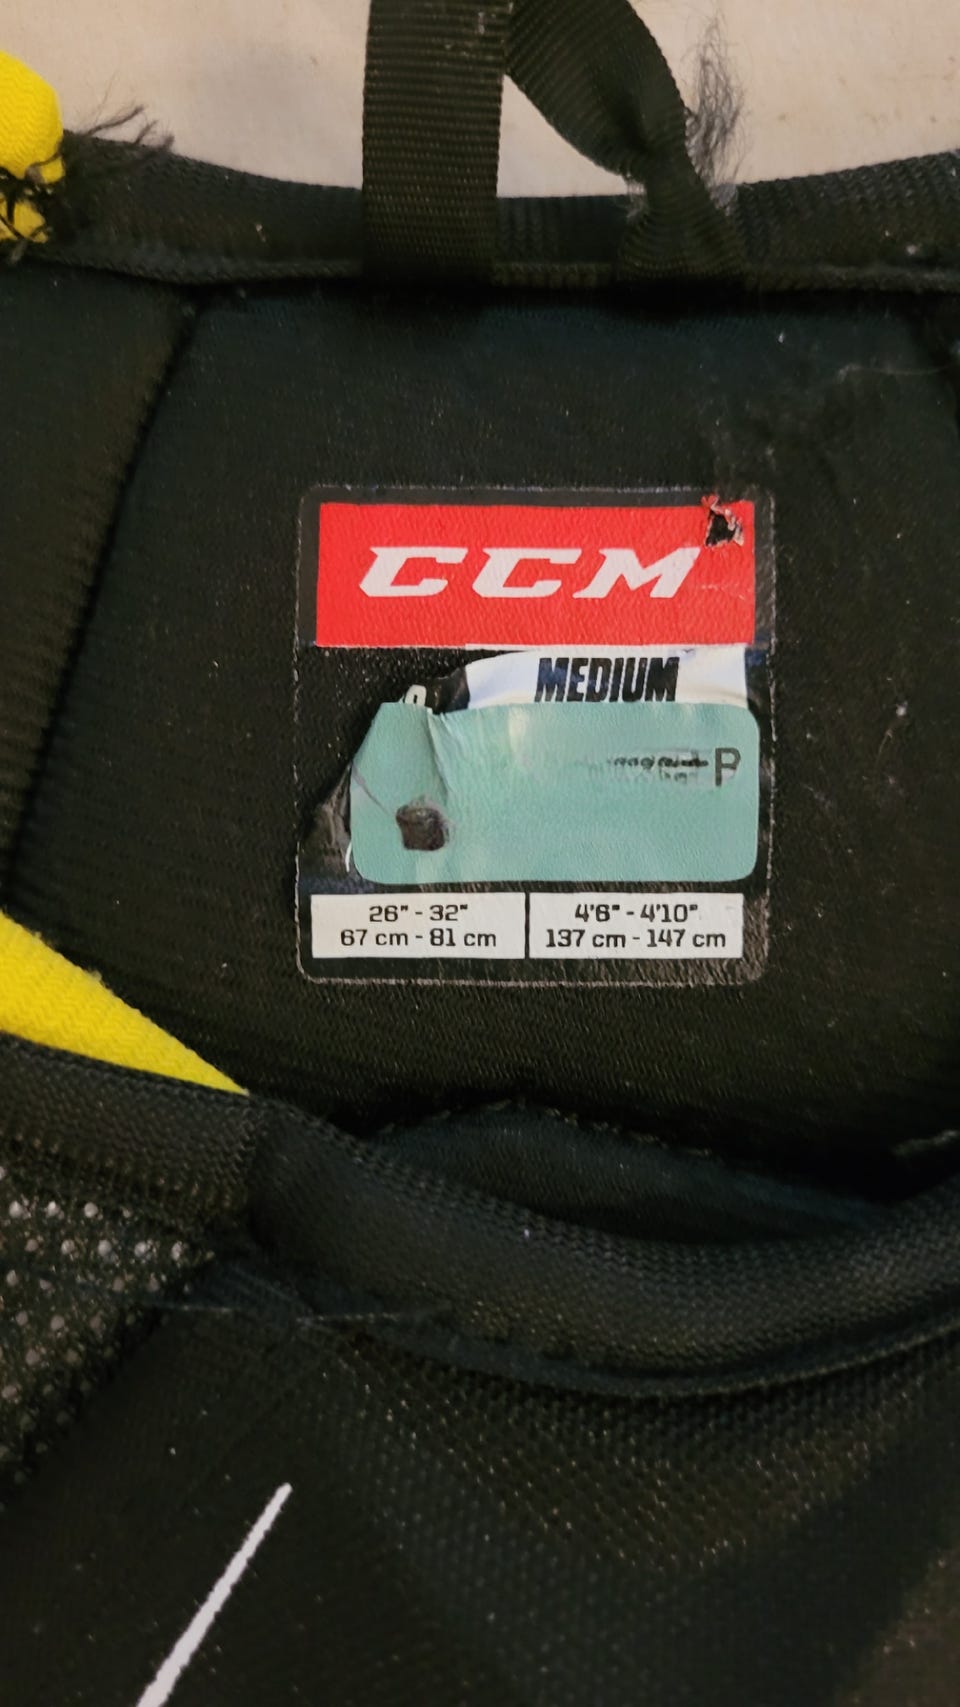 CCM
MEDIUM
26" - 32"
67 cm - 81 cm
4'6" - 4'10"
137 cm - 147 cm